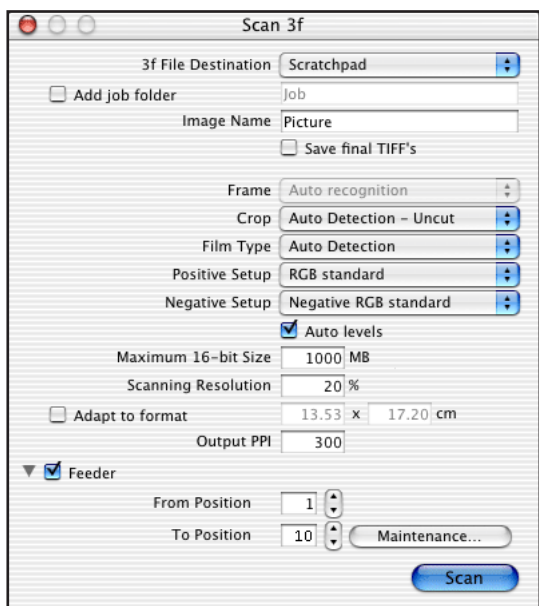 Scan 3f
3f File Destination Scratchpad
Add job folder Job
Image Name Picture
Save final TIFF's
Frame Auto recognition
Crop Auto Detection – Uncut
Film Type Auto Detection
Positive Setup RGB standard
Negative Setup Negative RGB standard
Auto levels
Maximum 16-bit Size 1000 MB
Scanning Resolution 20 %
Adapt to format 13.53 x 17.20 cm
Output PPI 300
Feeder
From Position 1
To Position 10 Maintenance...
Scan